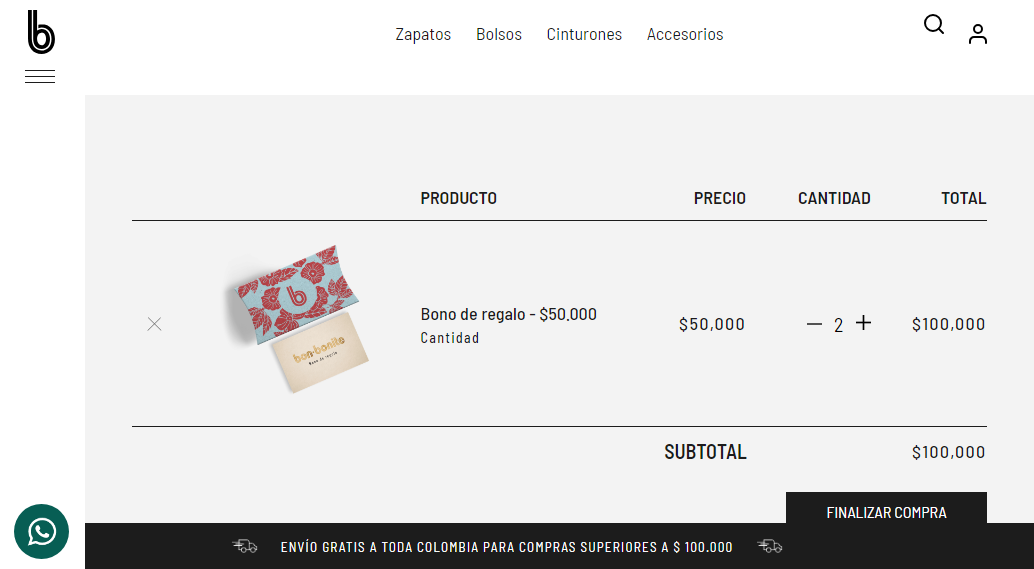 b
Zapatos Bolsos Cinturones Accesorios
PRODUCTO PRECIO CANTIDAD TOTAL
b
bon-bonite
Bono de regalo
Bono de regalo - $50.000 $50,000 2 $100,000
Cantidad
SUBTOTAL $100,000
FINALIZAR COMPRA
ENVÍO GRATIS A TODA COLOMBIA PARA COMPRAS SUPERIORES A $ 100.000